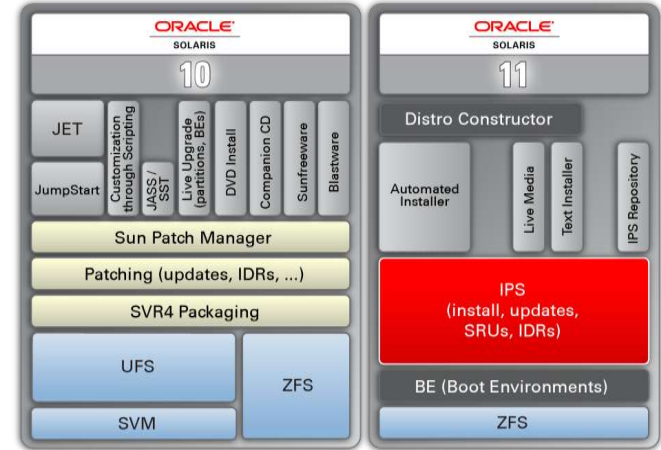 ORACLE
SOLARIS
10
JET
JumpStart
Customization
through Scripting
JASS /
SST
Live Upgrade
(partitions, BEs)
DVD Install
Companion CD
Sunfreeware
Blastware
Sun Patch Manager
Patching (updates, IDRs, ...)
SVR4 Packaging
UFS
SVM
ZFS
ORACLE
SOLARIS
11
Distro Constructor
Automated
Installer
Live Media
Text Installer
IPS Repository
IPS
(install, updates,
SRUs, IDRs)
BE (Boot Environments)
ZFS